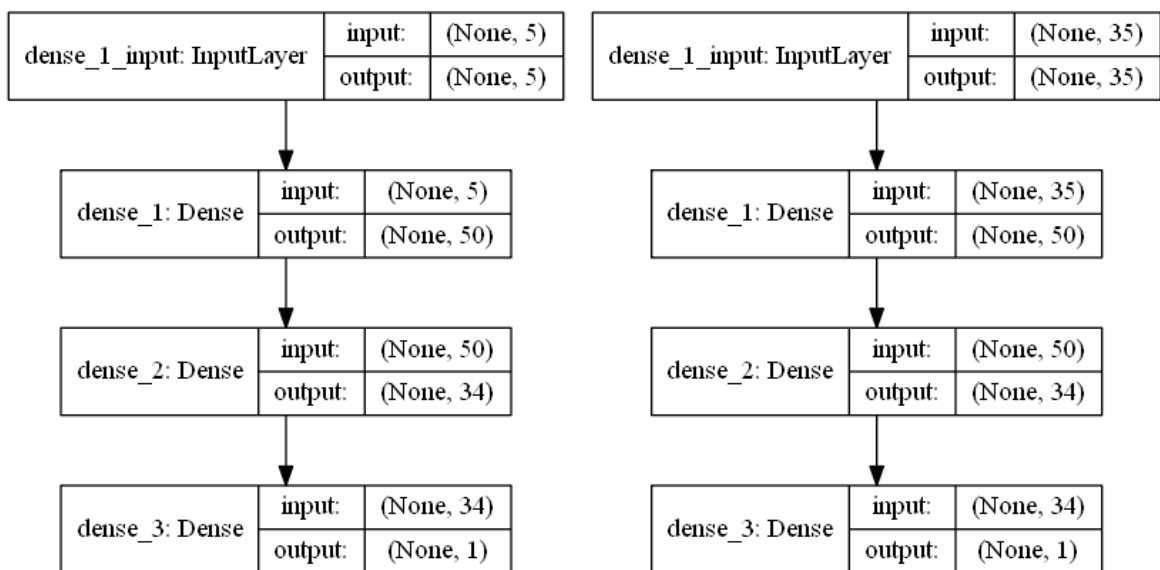 dense_1_input: InputLayer
input: (None, 5)
output: (None, 5)
dense_1: Dense
input: (None, 5)
output: (None, 50)
dense_2: Dense
input: (None, 50)
output: (None, 34)
dense_3: Dense
input: (None, 34)
output: (None, 1)
dense_1_input: InputLayer
input: (None, 35)
output: (None, 35)
dense_1: Dense
input: (None, 35)
output: (None, 50)
dense_2: Dense
input: (None, 50)
output: (None, 34)
dense_3: Dense
input: (None, 34)
output: (None, 1)